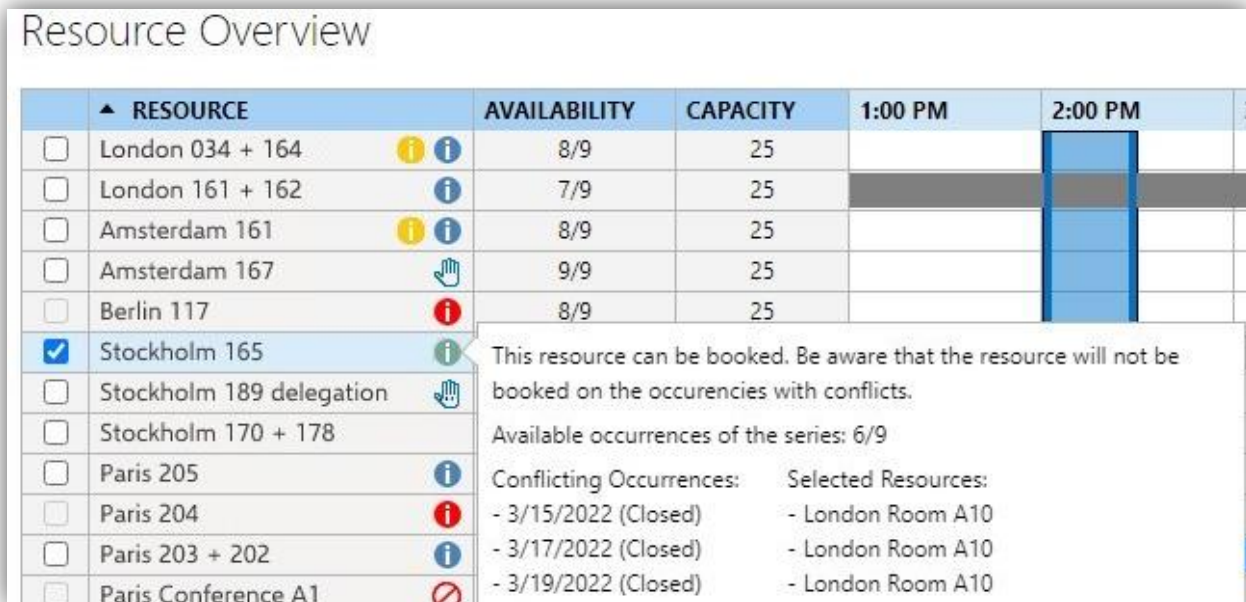 Resource Overview
▲ RESOURCE AVAILABILITY CAPACITY 1:00 PM 2:00 PM
London 034 + 164 8/9 25
London 161 + 162 7/9 25
Amsterdam 161 8/9 25
Amsterdam 167 9/9 25
Berlin 117 8/9 25
Stockholm 165
Stockholm 189 delegation
Stockholm 170 + 178
Paris 205
Paris 204
Paris 203 + 202
Paris Conference A1
This resource can be booked. Be aware that the resource will not be
booked on the occurencies with conflicts.
Available occurrences of the series: 6/9
Conflicting Occurrences: Selected Resources:
- 3/15/2022 (Closed) - London Room A10
- 3/17/2022 (Closed) - London Room A10
- 3/19/2022 (Closed) - London Room A10